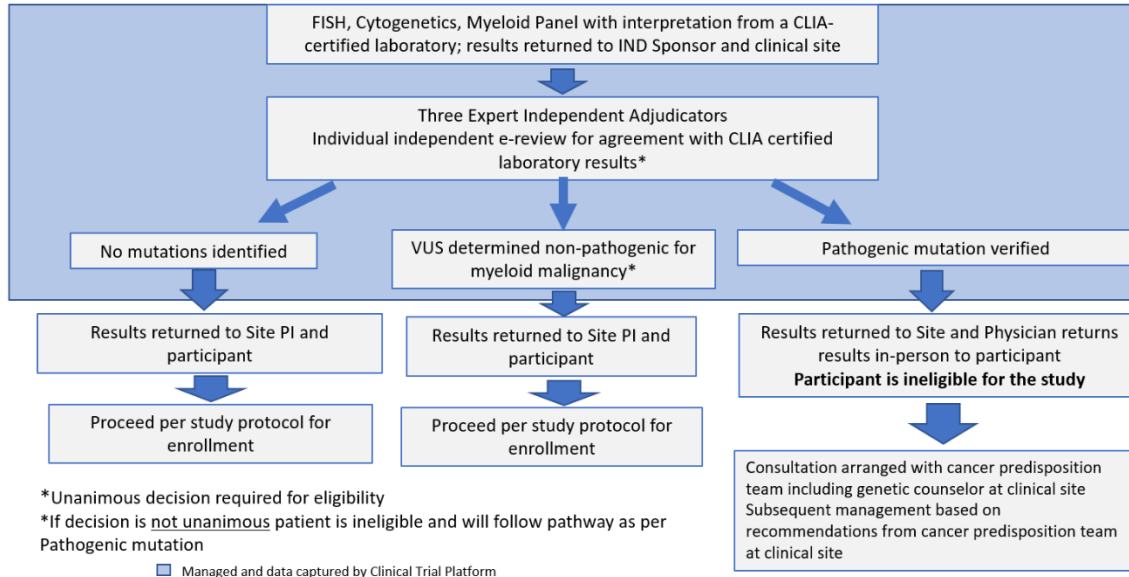 FISH, Cytogenetics, Myeloid Panel with interpretation from a CLIA-
certified laboratory; results returned to IND Sponsor and clinical site
Three Expert Independent Adjudicators
Individual independent e-review for agreement with CLIA certified
laboratory results*
No mutations identified
VUS determined non-pathogenic for
myeloid malignancy*
Pathogenic mutation verified
Results returned to Site PI and
participant
Results returned to Site PI and
participant
Results returned to Site and Physician returns
results in-person to participant
Participant is ineligible for the study
Proceed per study protocol for
enrollment
Proceed per study protocol for
enrollment
Consultation arranged with cancer predisposition
team including genetic counselor at clinical site
Subsequent management based on
recommendations from cancer predisposition team
at clinical site
*Unanimous decision required for eligibility
*If decision is not unanimous patient is ineligible and will follow pathway as per
Pathogenic mutation
Managed and data captured by Clinical Trial Platform